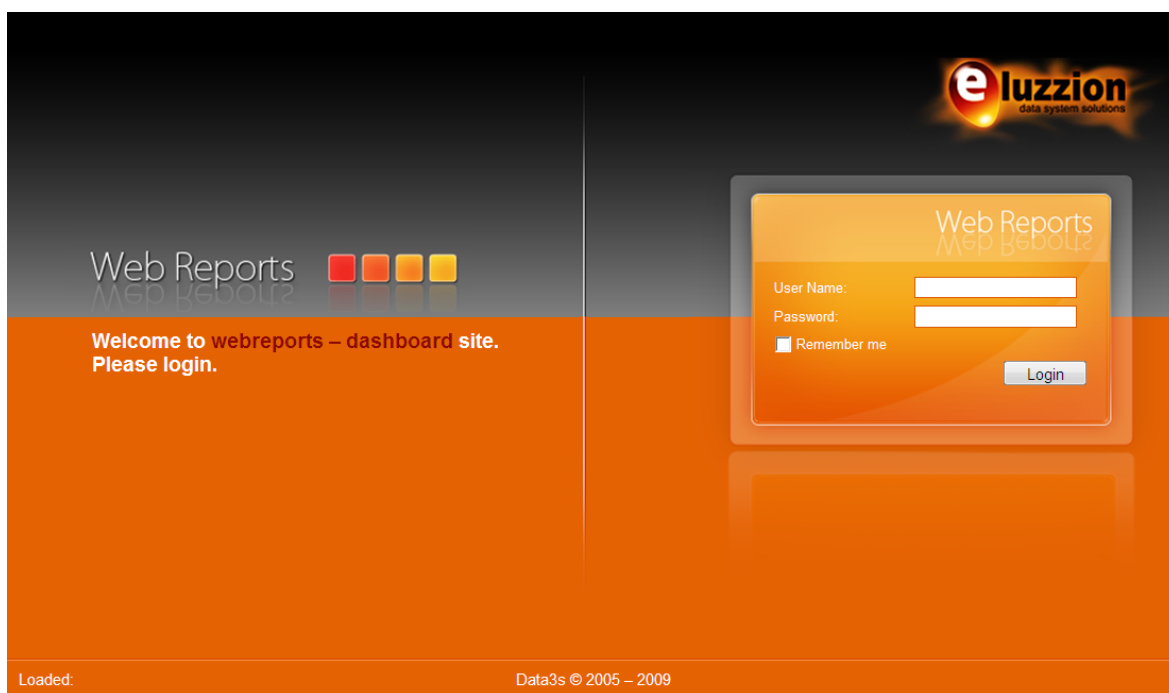 eluzzion
data system solutions
Web Reports
Web Reports
User Name:
Password:
Remember me
Login
Welcome to webreports – dashboard site.
Please login.
Loaded:
Data3s © 2005 – 2009